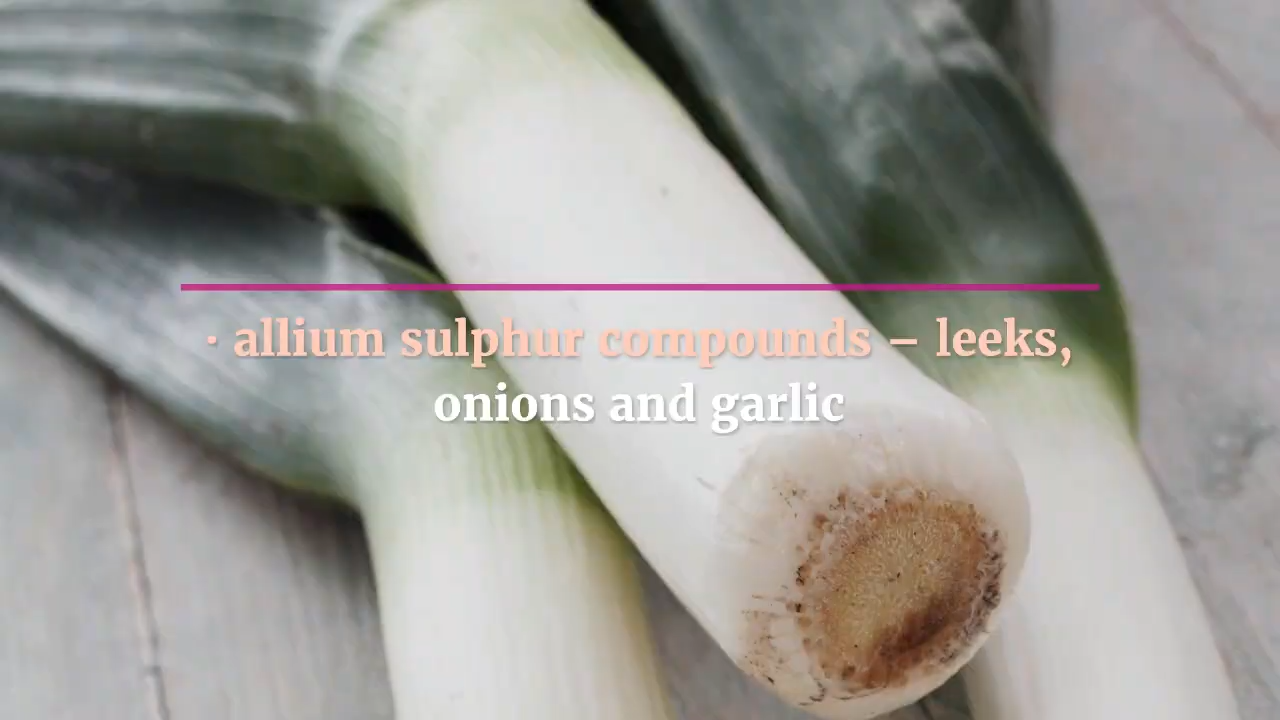 · allium sulphur compounds – leeks,
onions and garlic